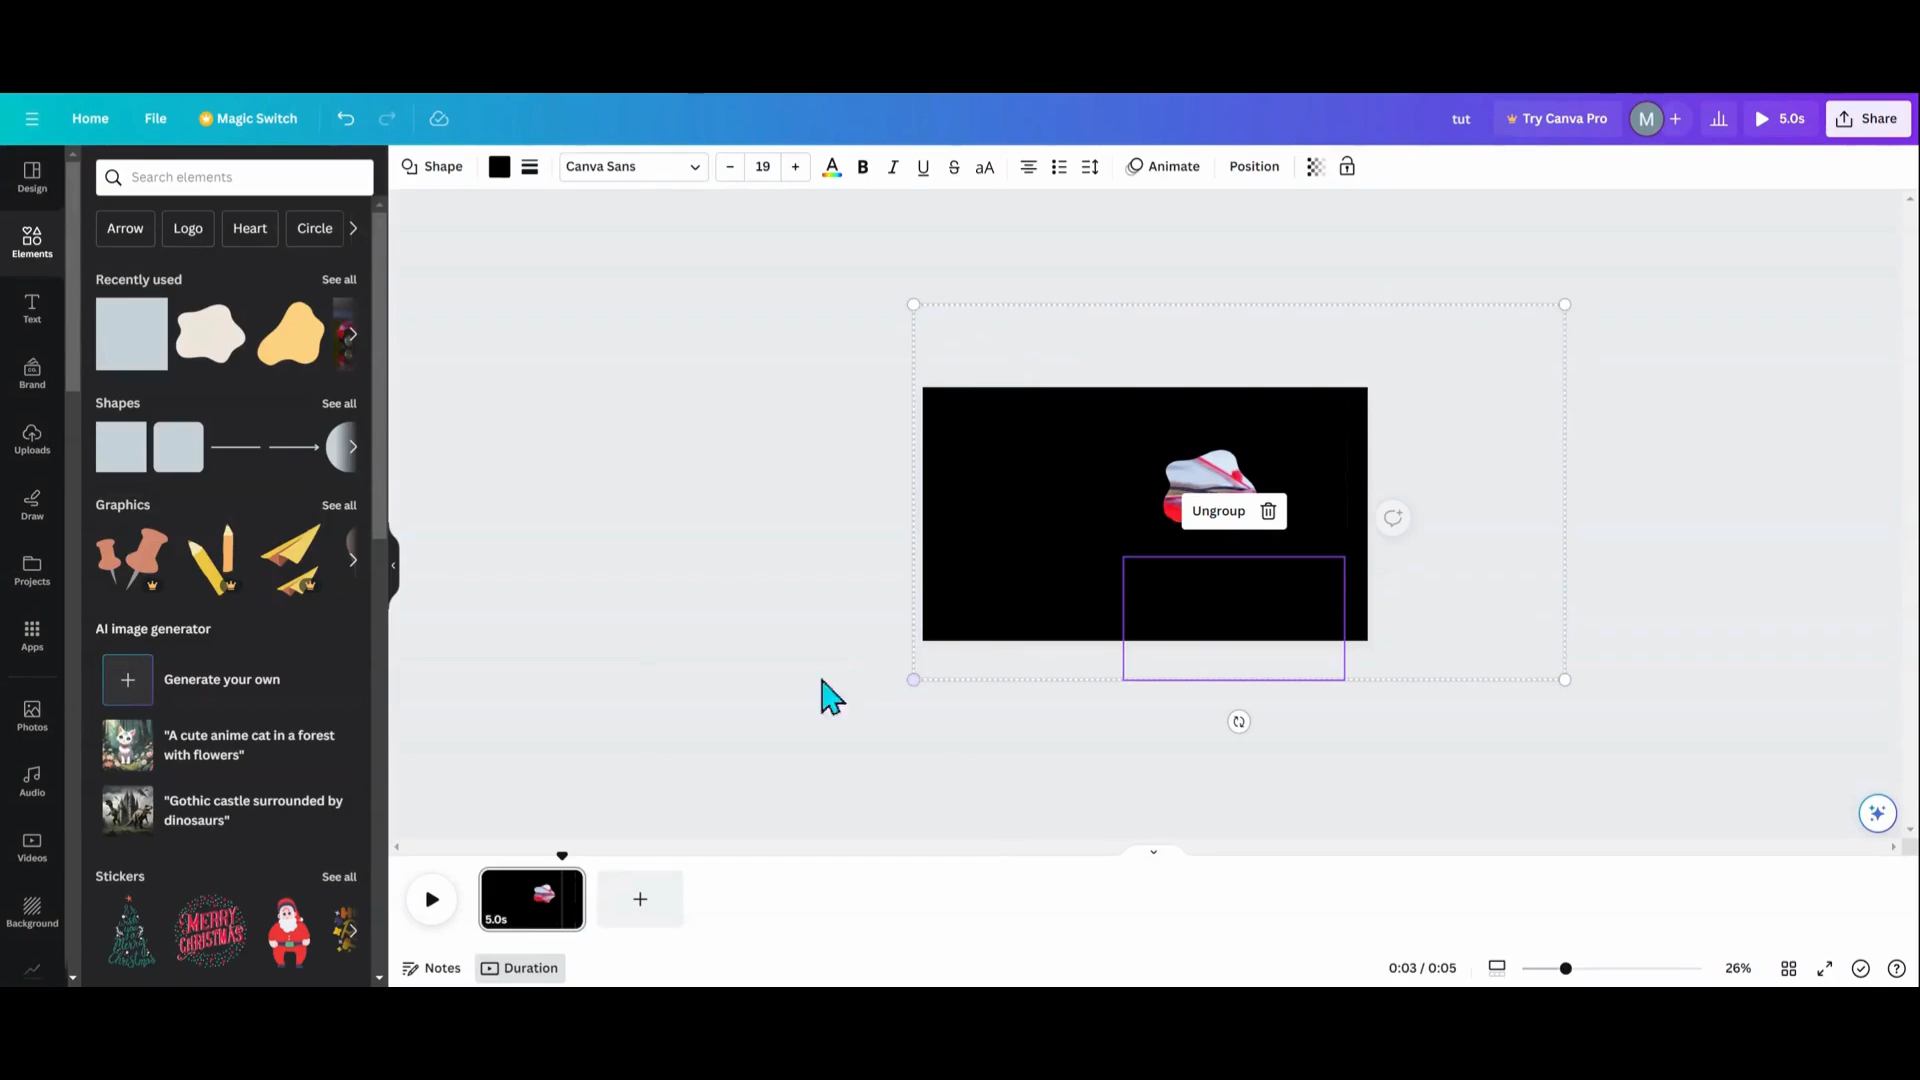 Home
File
Magic Switch
tut
Try Canva Pro
M
+
5.0s
Share
Design
Elements
Text
Brand
Uploads
Draw
Projects
Apps
Photos
Audio
Videos
Background
Search elements
Arrow
Logo
Heart
Circle
Recently used
See all
Shapes
See all
Graphics
See all
AI image generator
Generate your own
"A cute anime cat in a forest
with flowers"
"Gothic castle surrounded by
dinosaurs"
Stickers
See all
MERRY
CHRISTMAS
Shape
Canva Sans
– 19 +
A B I U S aA
Animate
Position
Ungroup
5.0s
Notes
Duration
0:03 / 0:05
26%